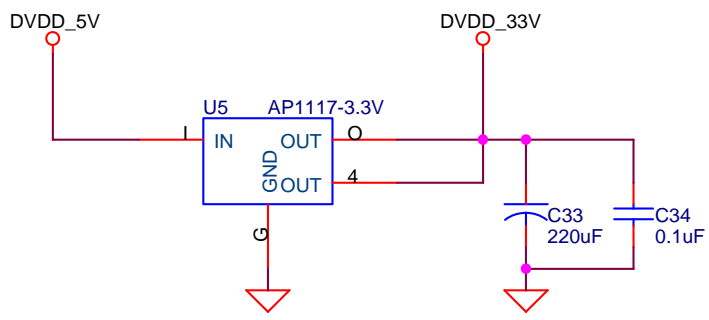 DVDD_5V
DVDD_33V
U5 AP1117-3.3V
I IN OUT O
GND
OUT 4
G
C33
220uF
C34
0.1uF